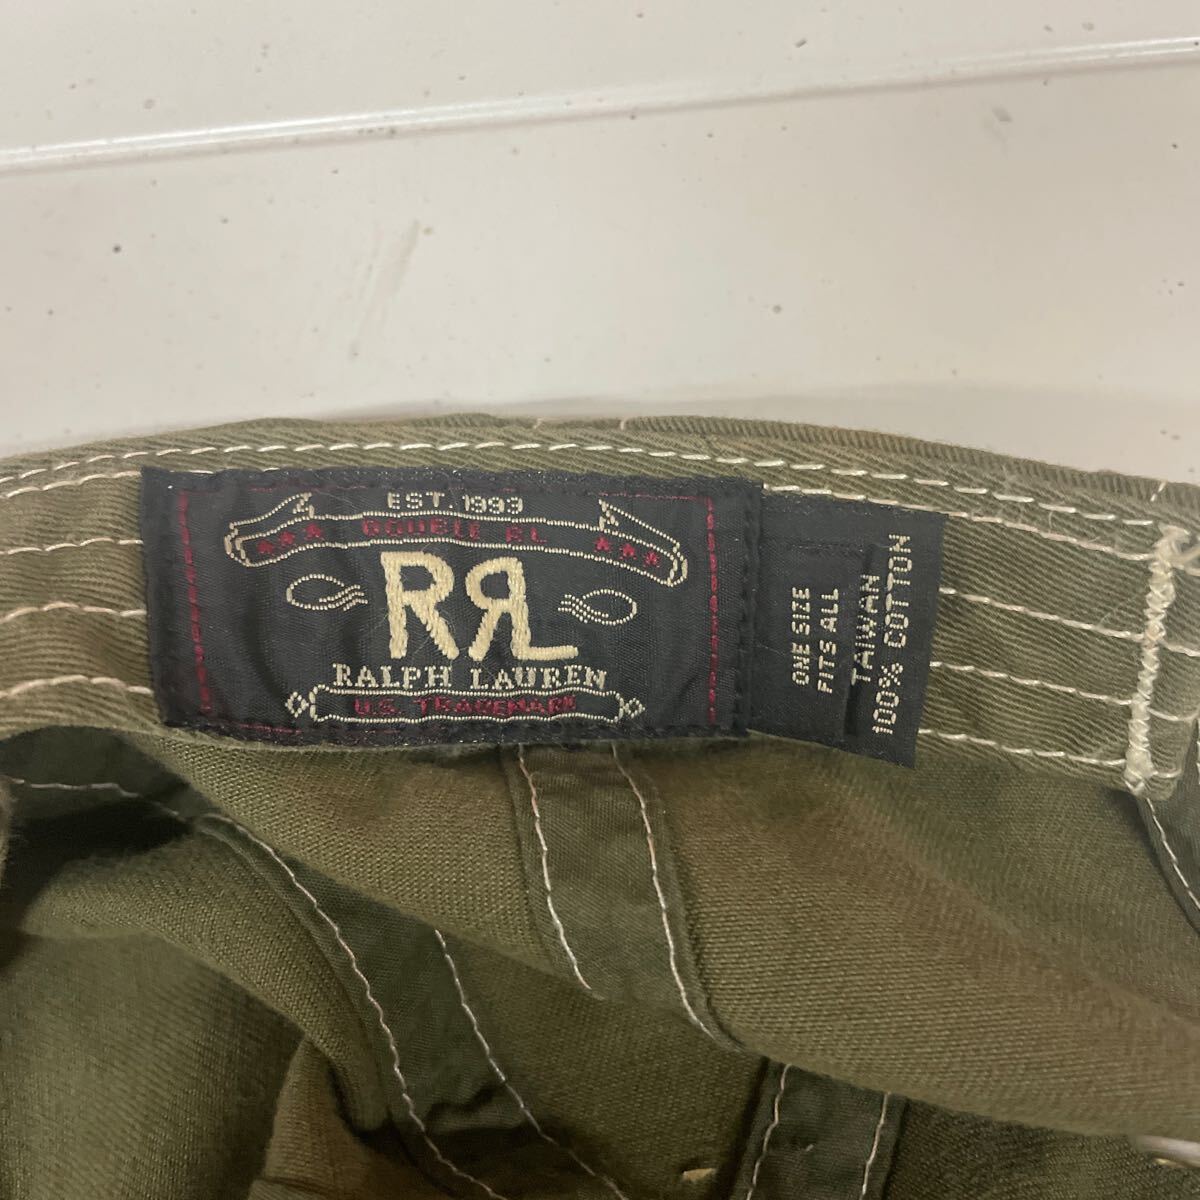 EST. 1993
DOUBLE RL
RRL
RALPH LAUREN
U.S. TRADEMARK
ONE SIZE
FITS ALL
TAIWAN
100% COTTON